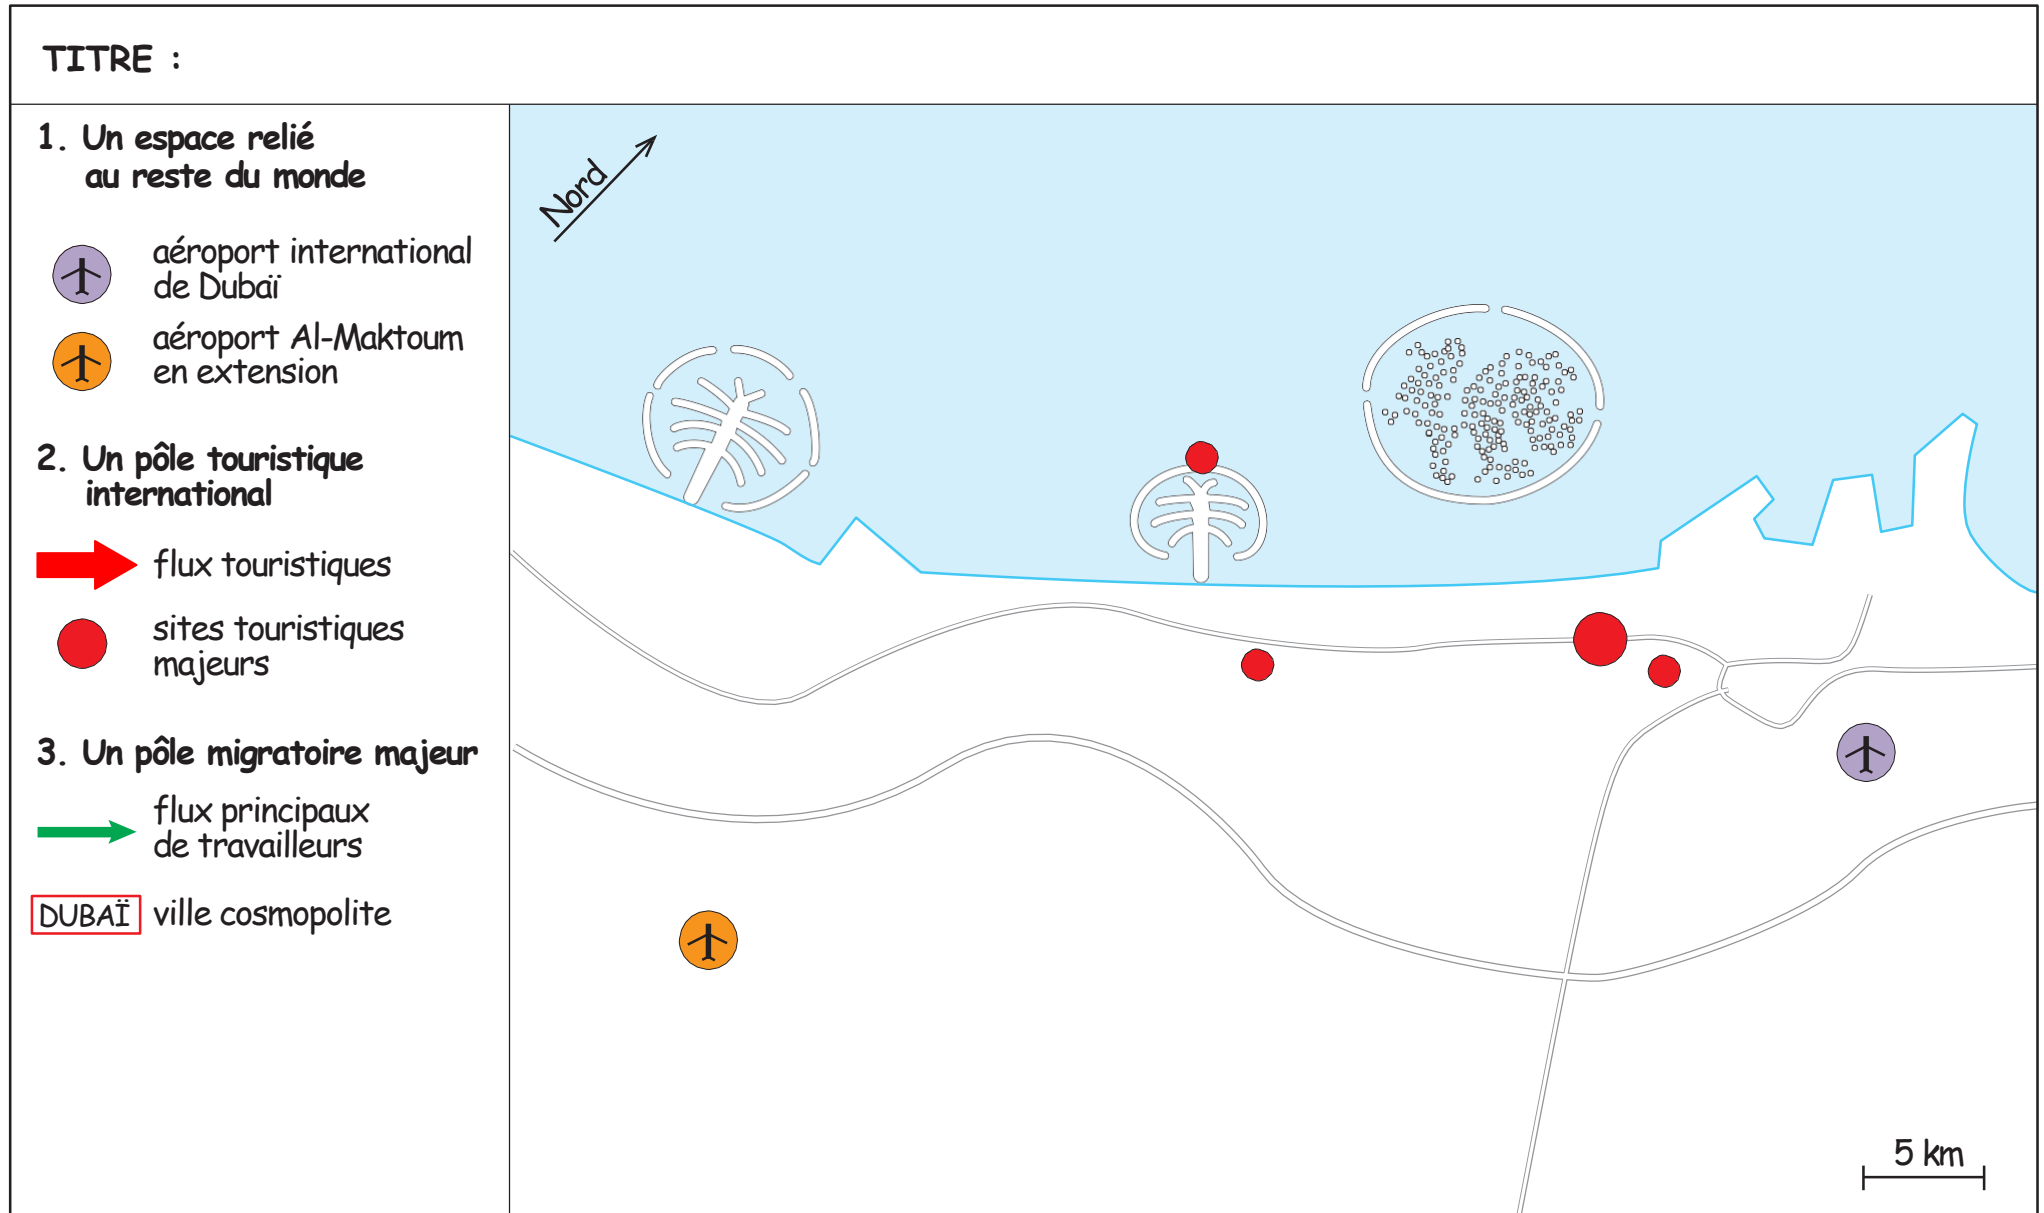 TITRE :
1. Un espace relié
au reste du monde
aéroport international
de Dubaï
aéroport Al-Maktoum
en extension
2. Un pôle touristique
international
flux touristiques
sites touristiques
majeurs
3. Un pôle migratoire majeur
flux principaux
de travailleurs
DUBAÏ ville cosmopolite
Nord
5 km